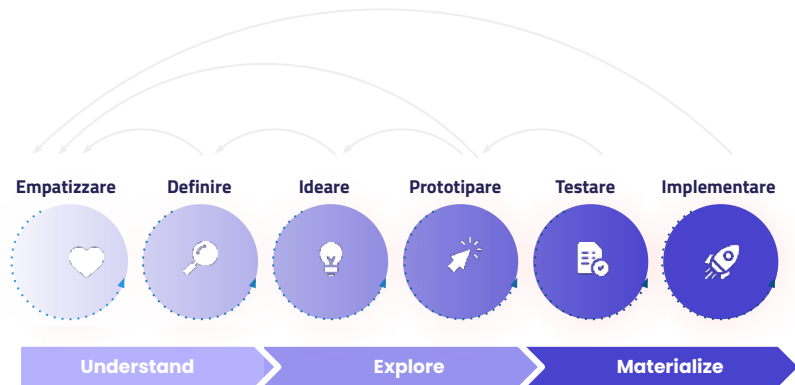 Empatizzare Definire Ideare Prototipare Testare Implementare
Understand Explore Materialize